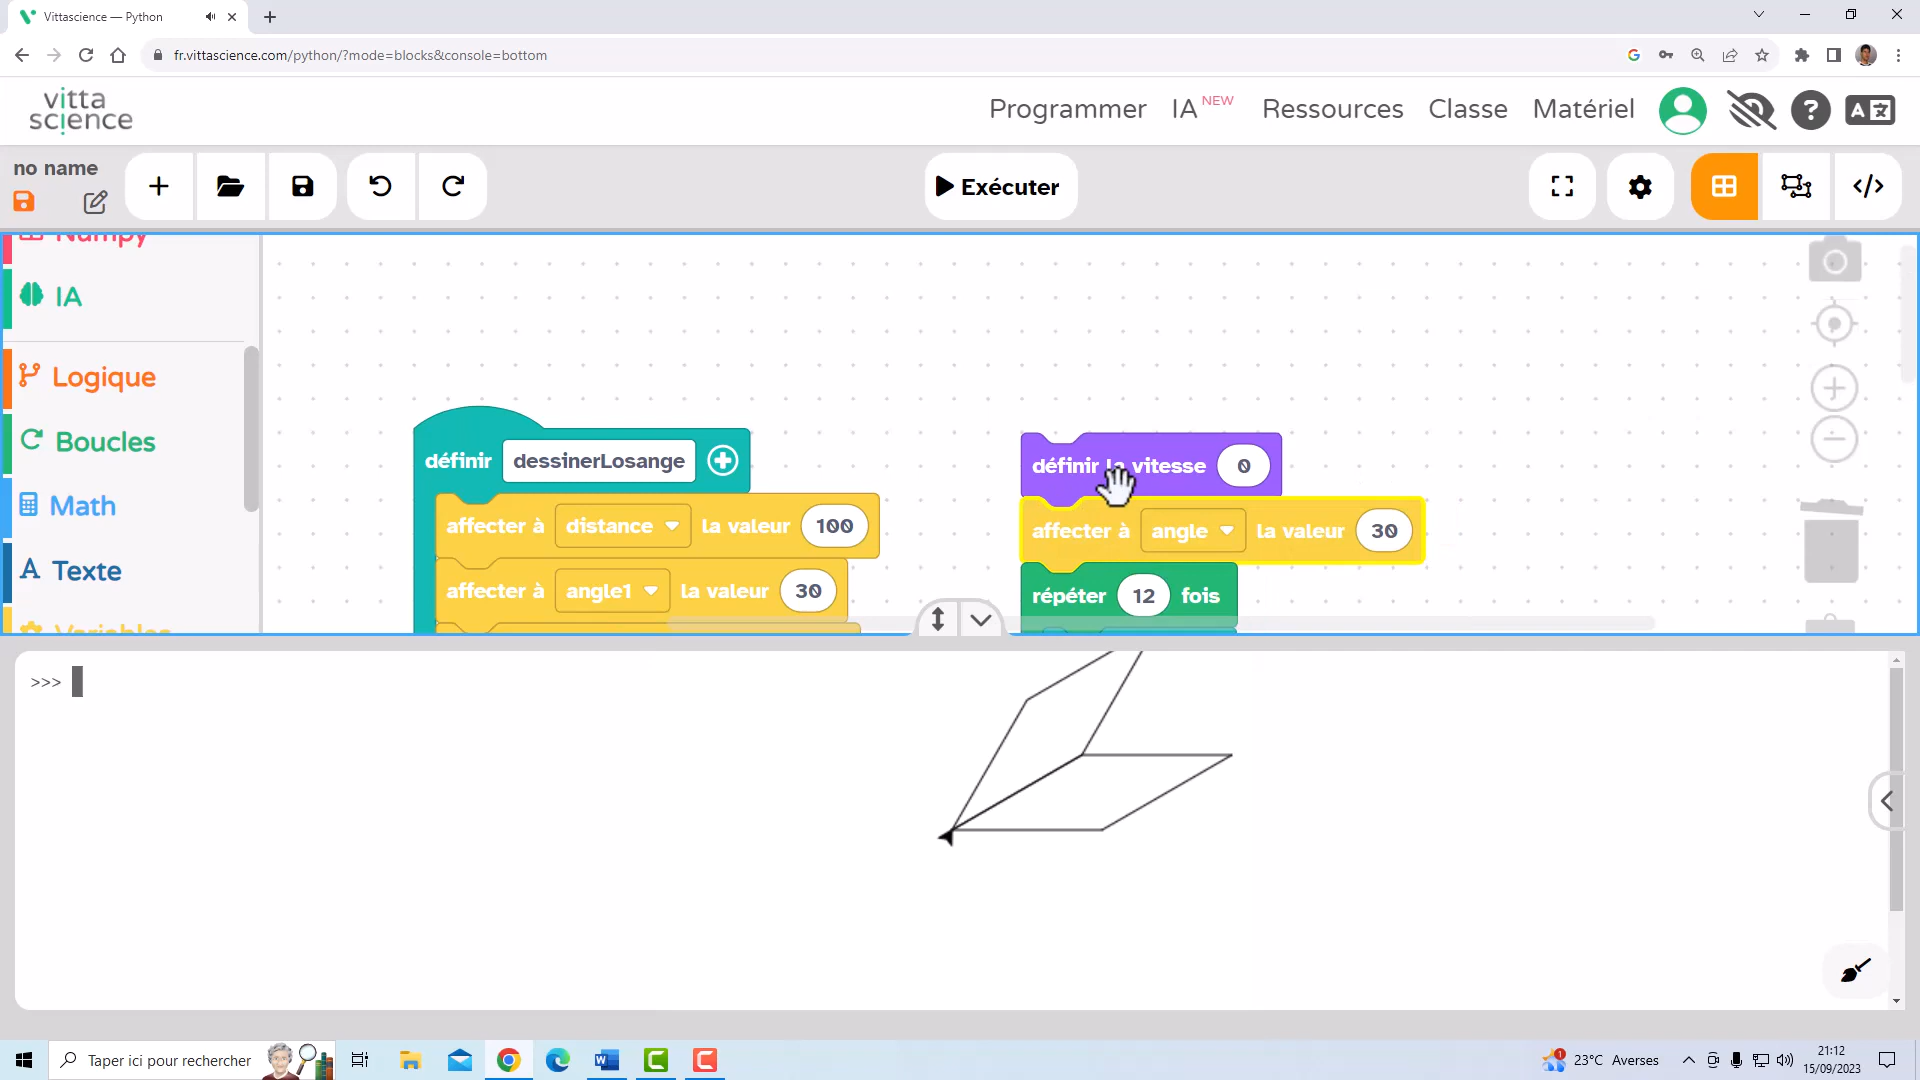 Vittascience — Python
fr.vittascience.com/python/?mode=blocks&console=bottom
vitta
science
Programmer
IA NEW
Ressources
Classe
Matériel
no name
Exécuter
Numpy
IA
Logique
Boucles
Math
Texte
Variables
définir dessinerLosange
affecter à distance la valeur 100
affecter à angle1 la valeur 30
définir la vitesse 0
affecter à angle la valeur 30
répéter 12 fois
>>>
Taper ici pour rechercher
23°C Averses
21:12
15/09/2023